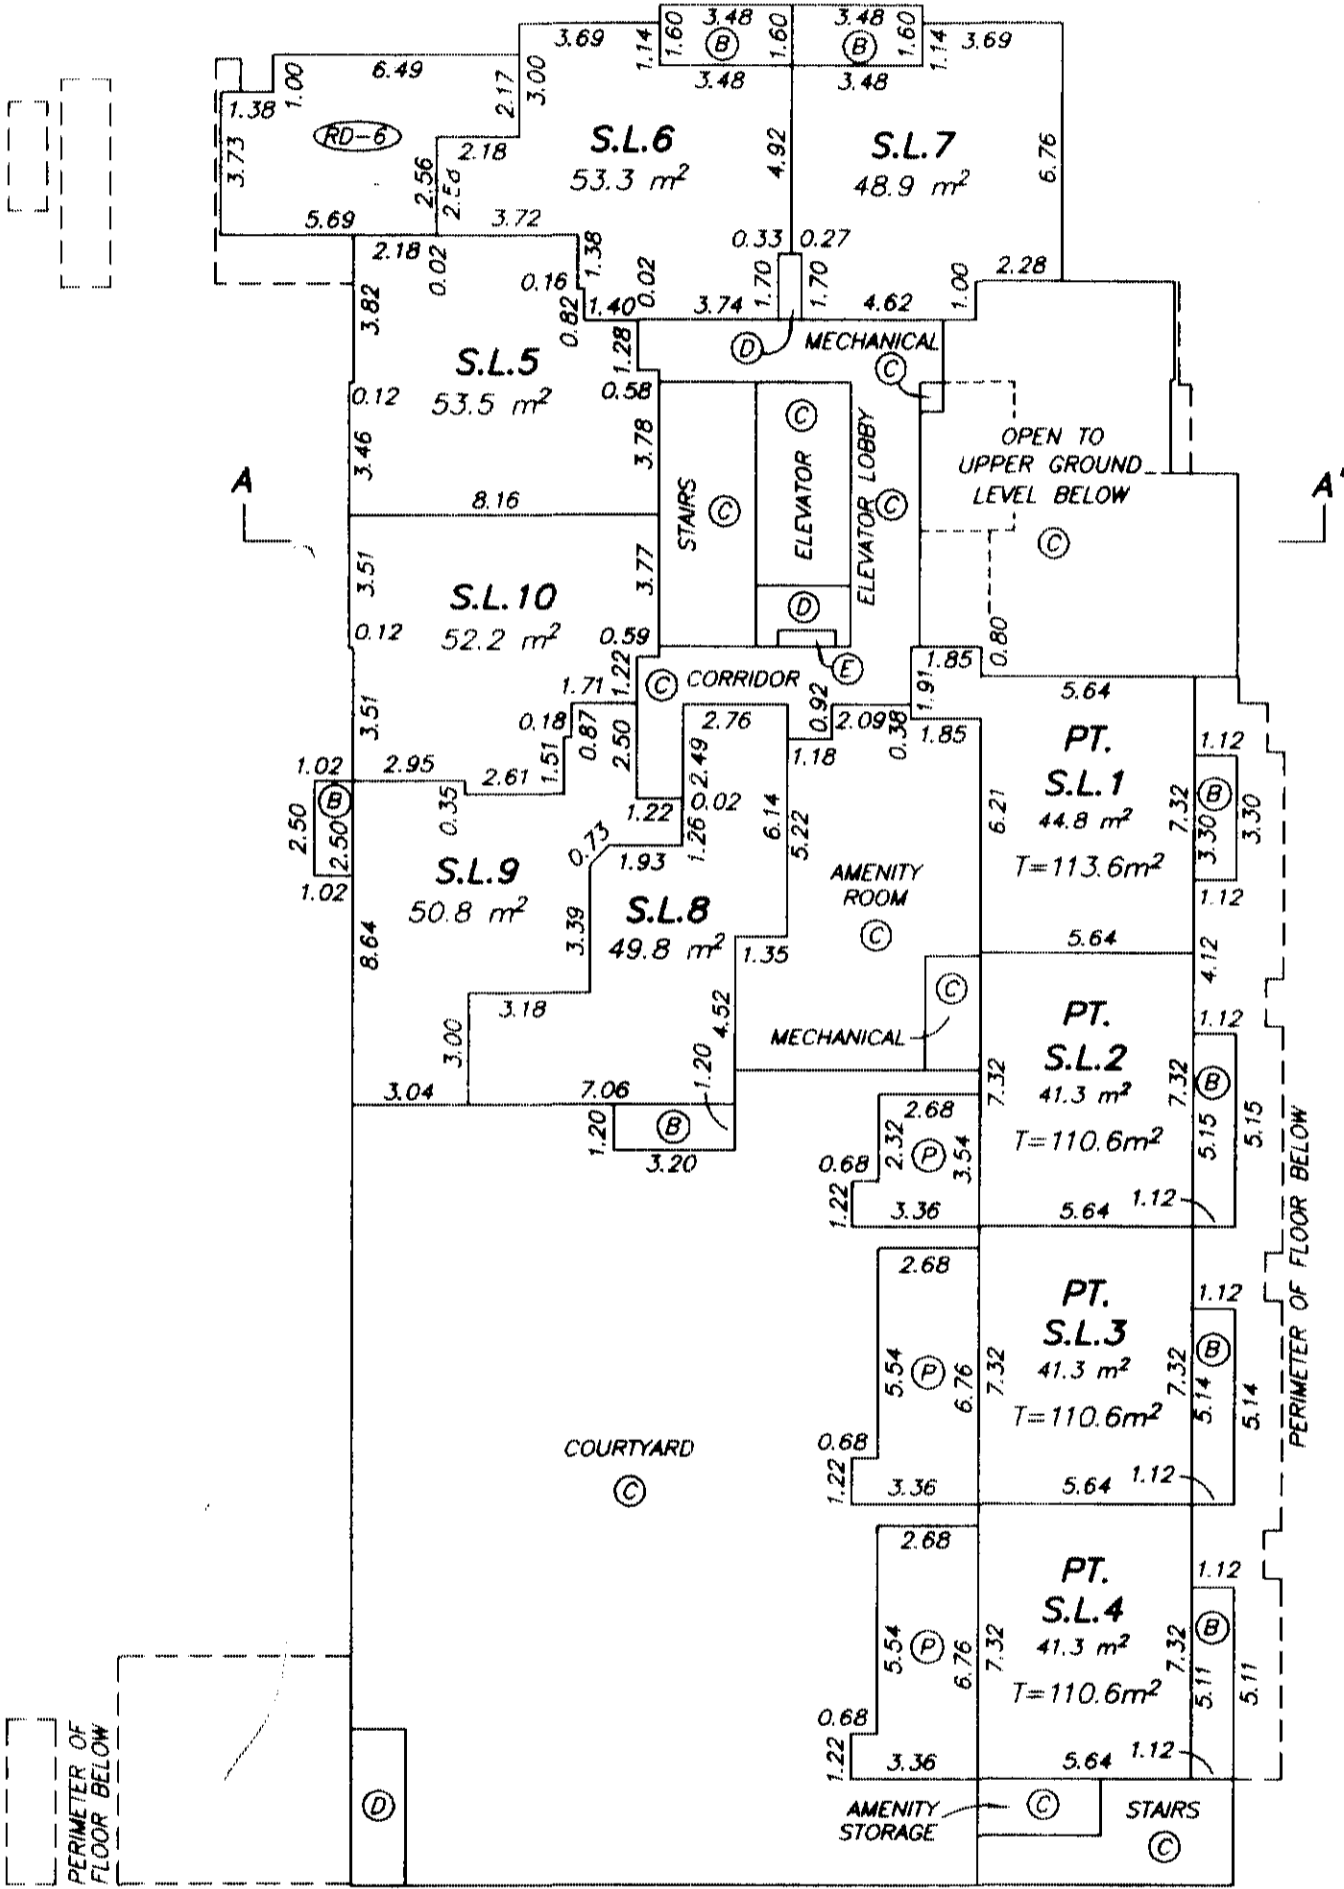 3.69
1.14
1.60
3.48
B
1.60
3.48
B
1.60
1.14
3.69
6.49
2.17
3.00
3.48
3.48
1.38
1.00
RD-6
3.73
2.18
2.56
S.L.6
53.3 m²
4.92
S.L.7
48.9 m²
6.76
5.69
3.72
2.18
0.02
0.16
1.38
0.02
0.33
0.27
1.70
1.70
1.00
2.28
3.82
0.82
1.40
3.74
4.62
1.28
D
MECHANICAL
C
S.L.5
53.5 m²
0.12
0.58
3.46
3.78
C
ELEVATOR
ELEVATOR LOBBY
C
STAIRS
C
OPEN TO
UPPER GROUND
LEVEL BELOW
C
A
A'
8.16
3.51
3.77
S.L.10
52.2 m²
0.12
0.59
D
E
0.80
1.22
C
CORRIDOR
1.85
1.91
5.64
3.51
1.71
0.18
0.87
2.50
2.76
0.92
2.09
0.38
1.85
1.18
1.02
2.95
2.61
1.51
2.49
B
2.50
2.50
0.35
1.22
0.02
1.26
6.14
5.22
6.21
PT.
S.L.1
44.8 m²
T=113.6m²
1.12
7.32
B
3.30
3.30
1.12
1.02
0.73
1.93
S.L.9
50.8 m²
S.L.8
49.8 m²
AMENITY
ROOM
C
8.64
3.39
1.35
5.64
4.12
3.18
3.00
4.52
C
MECHANICAL
1.20
3.04
7.06
1.20
B
3.20
PT.
S.L.2
41.3 m²
T=110.6m²
7.32
7.32
1.12
B
5.15
5.15
2.68
2.32
P
3.54
0.68
1.22
3.36
5.64
1.12
PERIMETER OF FLOOR BELOW
2.68
PT.
S.L.3
41.3 m²
T=110.6m²
1.12
B
5.54
P
6.76
7.32
7.32
5.14
5.14
0.68
1.22
3.36
5.64
1.12
COURTYARD
C
2.68
PT.
S.L.4
41.3 m²
T=110.6m²
1.12
B
5.54
P
6.76
7.32
7.32
5.11
5.11
0.68
1.22
3.36
5.64
1.12
PERIMETER OF
FLOOR BELOW
D
AMENITY
STORAGE
C
STAIRS
C